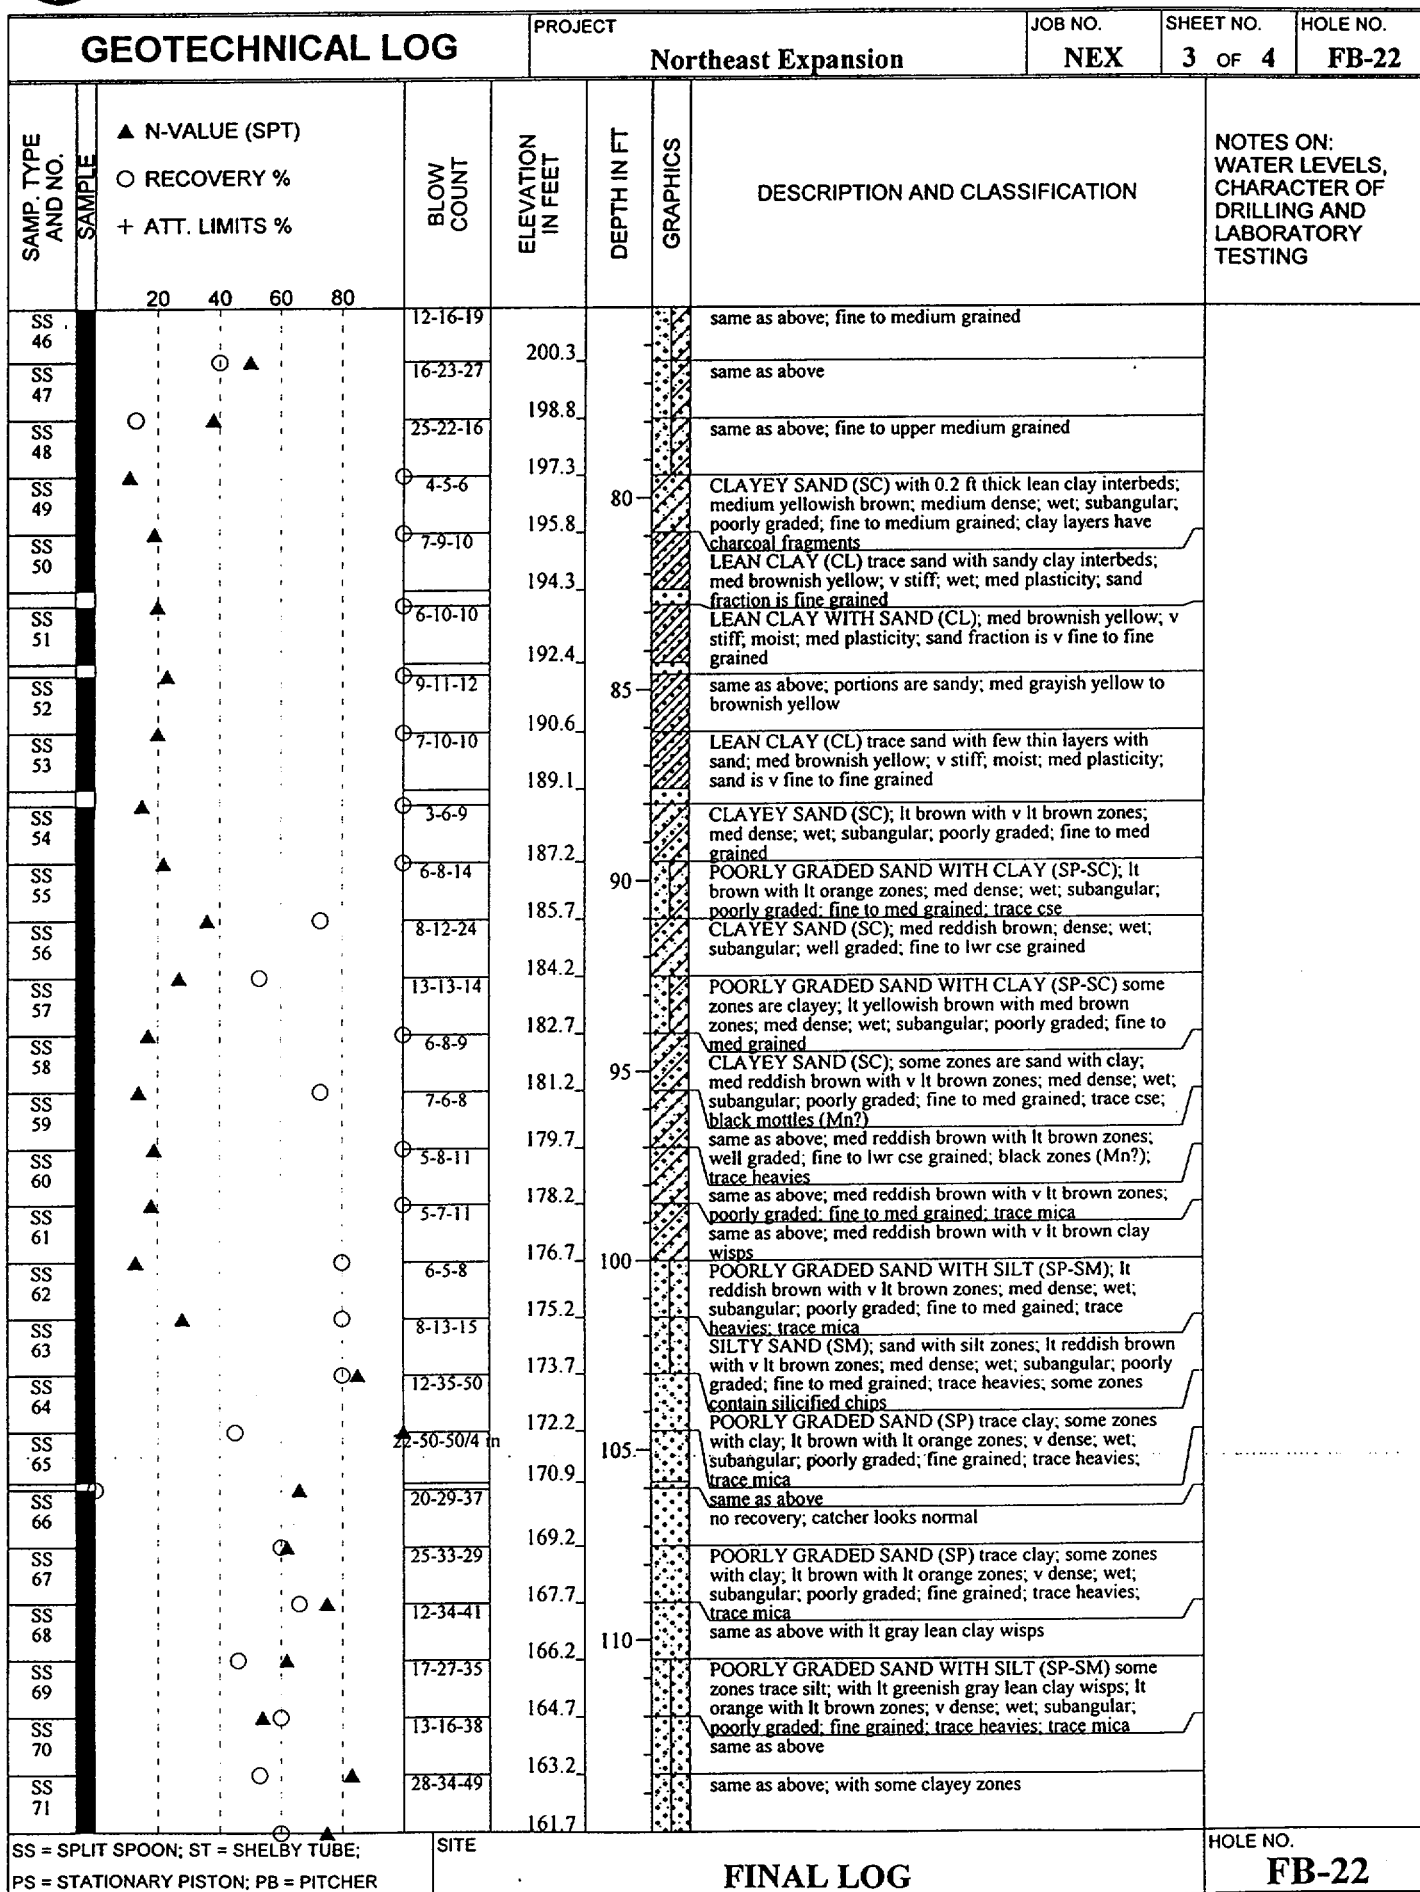 GEOTECHNICAL LOG
PROJECT
Northeast Expansion
JOB NO.
NEX
SHEET NO.
3 OF 4
HOLE NO.
FB-22
SAMP. TYPE
AND NO.
SAMPLE
▲ N-VALUE (SPT)
○ RECOVERY %
+ ATT. LIMITS %
20 40 60 80
BLOW
COUNT
ELEVATION
IN FEET
DEPTH IN FT
GRAPHICS
DESCRIPTION AND CLASSIFICATION
NOTES ON:
WATER LEVELS,
CHARACTER OF
DRILLING AND
LABORATORY
TESTING
SS
46
12-16-19
same as above; fine to medium grained
200.3
SS
47
16-23-27
same as above
198.8
SS
48
25-22-16
same as above; fine to upper medium grained
197.3
SS
49
4-5-6
80
CLAYEY SAND (SC) with 0.2 ft thick lean clay interbeds;
medium yellowish brown; medium dense; wet; subangular;
poorly graded; fine to medium grained; clay layers have
charcoal fragments
195.8
SS
50
7-9-10
LEAN CLAY (CL) trace sand with sandy clay interbeds;
med brownish yellow; v stiff; wet; med plasticity; sand
fraction is fine grained
194.3
SS
51
6-10-10
LEAN CLAY WITH SAND (CL); med brownish yellow; v
stiff; moist; med plasticity; sand fraction is v fine to fine
grained
192.4
SS
52
9-11-12
85
same as above; portions are sandy; med grayish yellow to
brownish yellow
190.6
SS
53
7-10-10
LEAN CLAY (CL) trace sand with few thin layers with
sand; med brownish yellow; v stiff; moist; med plasticity;
sand is v fine to fine grained
189.1
SS
54
3-6-9
CLAYEY SAND (SC); lt brown with v lt brown zones;
med dense; wet; subangular; poorly graded; fine to med
grained
187.2
SS
55
6-8-14
90
POORLY GRADED SAND WITH CLAY (SP-SC); lt
brown with lt orange zones; med dense; wet; subangular;
poorly graded; fine to med grained; trace cse
185.7
SS
56
8-12-24
CLAYEY SAND (SC); med reddish brown; dense; wet;
subangular; well graded; fine to lwr cse grained
184.2
SS
57
13-13-14
POORLY GRADED SAND WITH CLAY (SP-SC) some
zones are clayey; lt yellowish brown with med brown
zones; med dense; wet; subangular; poorly graded; fine to
med grained
182.7
SS
58
6-8-9
95
CLAYEY SAND (SC); some zones are sand with clay;
med reddish brown with v lt brown zones; med dense; wet;
subangular; poorly graded; fine to med grained; trace cse;
black mottles (Mn?)
181.2
SS
59
7-6-8
same as above; med reddish brown with lt brown zones;
well graded; fine to lwr cse grained; black zones (Mn?);
trace heavies
179.7
SS
60
5-8-11
same as above; med reddish brown with v lt brown zones;
poorly graded; fine to med grained; trace mica
178.2
SS
61
5-7-11
same as above; med reddish brown with v lt brown clay
wisps
176.7
100
SS
62
6-5-8
POORLY GRADED SAND WITH SILT (SP-SM); lt
reddish brown with v lt brown zones; med dense; wet;
subangular; poorly graded; fine to med gained; trace
heavies; trace mica
175.2
SS
63
8-13-15
SILTY SAND (SM); sand with silt zones; lt reddish brown
with v lt brown zones; med dense; wet; subangular; poorly
graded; fine to med grained; trace heavies; some zones
contain silicified chips
173.7
SS
64
12-35-50
POORLY GRADED SAND (SP) trace clay; some zones
with clay; lt brown with lt orange zones; v dense; wet;
subangular; poorly graded; fine grained; trace heavies;
trace mica
172.2
SS
65
22-50-50/4 in
105
same as above
170.9
SS
66
20-29-37
no recovery; catcher looks normal
169.2
SS
67
25-33-29
POORLY GRADED SAND (SP) trace clay; some zones
with clay; lt brown with lt orange zones; v dense; wet;
subangular; poorly graded; fine grained; trace heavies;
trace mica
167.7
SS
68
12-34-41
110
same as above with lt gray lean clay wisps
166.2
SS
69
17-27-35
POORLY GRADED SAND WITH SILT (SP-SM) some
zones trace silt; with lt greenish gray lean clay wisps; lt
orange with lt brown zones; v dense; wet; subangular;
poorly graded; fine grained; trace heavies; trace mica
164.7
SS
70
13-16-38
same as above
163.2
SS
71
28-34-49
same as above; with some clayey zones
161.7
SS = SPLIT SPOON; ST = SHELBY TUBE;
PS = STATIONARY PISTON; PB = PITCHER
SITE
FINAL LOG
HOLE NO.
FB-22